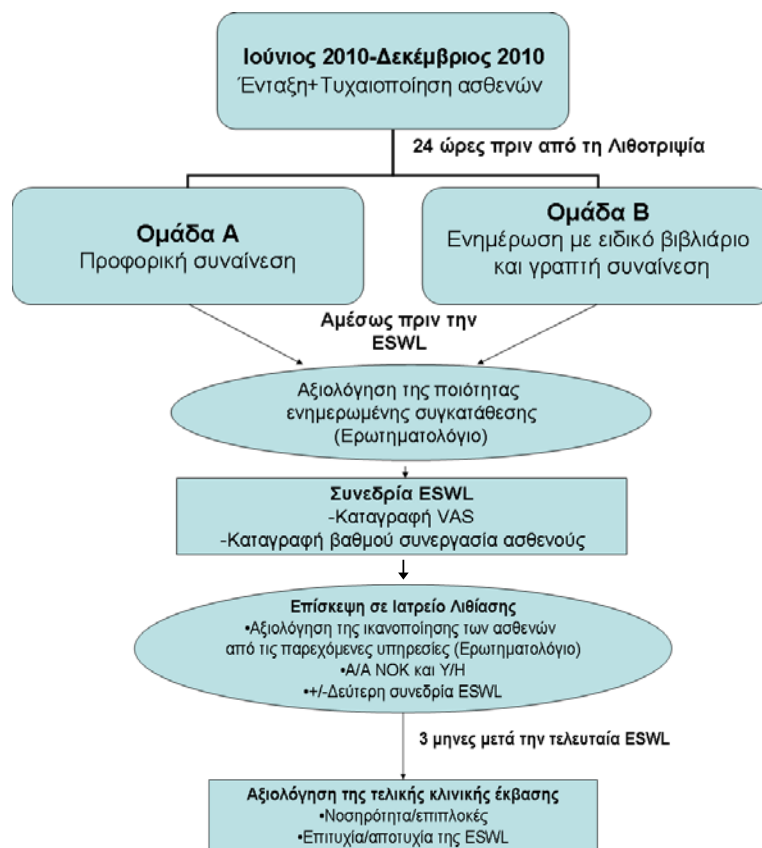 Ιούνιος 2010-Δεκέμβριος 2010
Ένταξη+Τυχαιοποίηση ασθενών
24 ώρες πριν από τη Λιθοτριψία
Ομάδα Α
Προφορική συναίνεση
Ομάδα Β
Ενημέρωση με ειδικό βιβλιάριο
και γραπτή συναίνεση
Αμέσως πριν την
ESWL
Αξιολόγηση της ποιότητας
ενημερωμένης συγκατάθεσης
(Ερωτηματολόγιο)
Συνεδρία ESWL
-Καταγραφή VAS
-Καταγραφή βαθμού συνεργασία ασθενούς
Επίσκεψη σε Ιατρείο Λιθίασης
•Αξιολόγηση της ικανοποίησης των ασθενών
από τις παρεχόμενες υπηρεσίες (Ερωτηματολόγιο)
•Α/Α ΝΟΚ και Υ/Η
•+/-Δεύτερη συνεδρία ESWL
3 μηνες μετά την τελευταία ESWL
Αξιολόγηση της τελικής κλινικής έκβασης
•Νοσηρότητα/επιπλοκές
•Επιτυχία/αποτυχία της ESWL